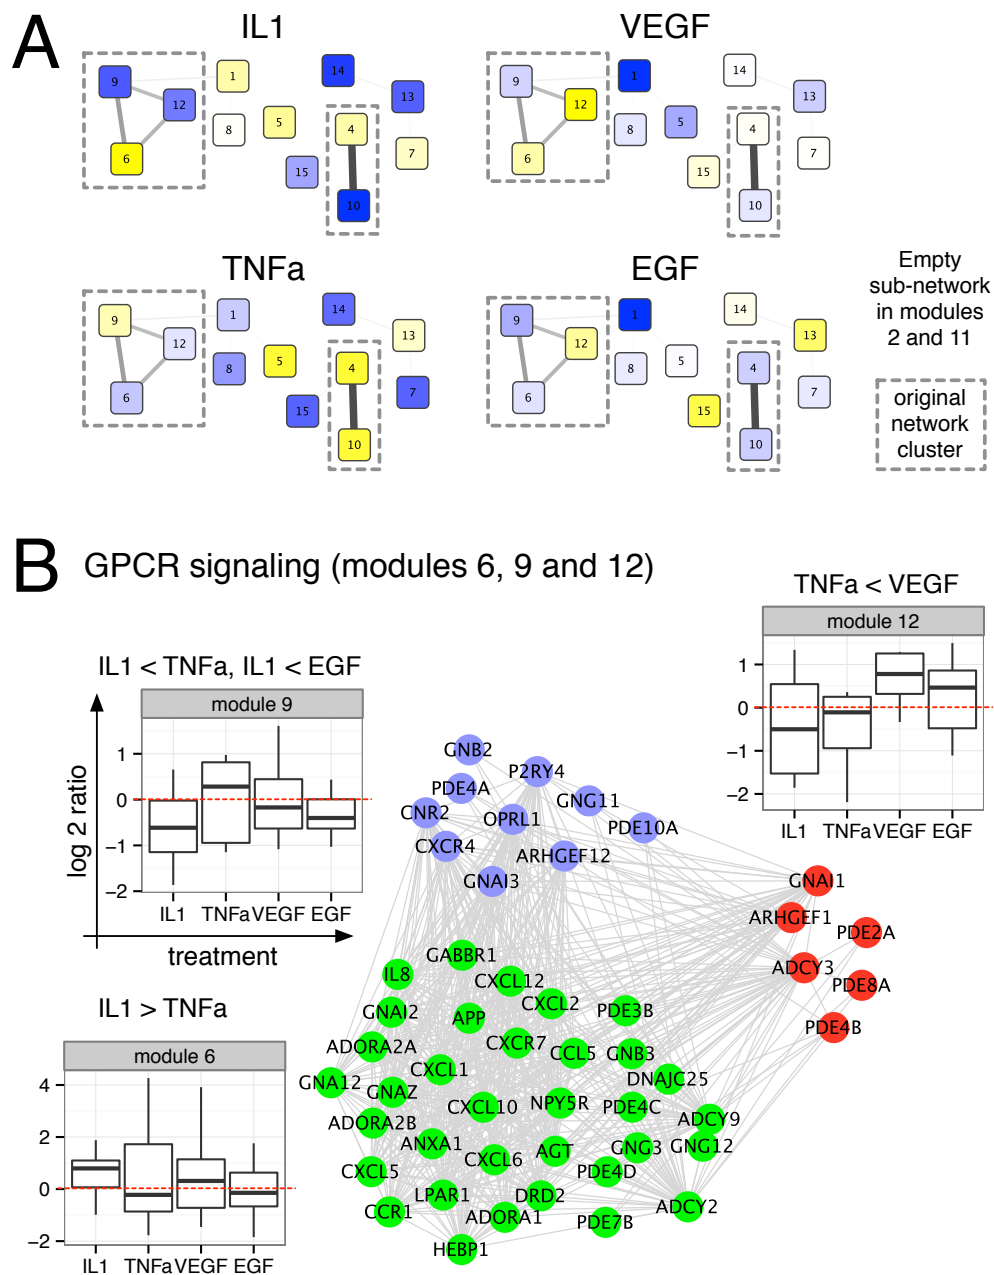 A
IL1
VEGF
9
12
6
1
8
5
15
14
13
4
7
10
9
12
6
1
8
5
15
14
13
4
7
10
TNFa
EGF
9
12
6
1
8
5
15
14
13
4
7
10
9
12
6
1
8
5
15
14
13
4
7
10
Empty
sub-network
in modules
2 and 11
original
network
cluster
B
GPCR signaling (modules 6, 9 and 12)
TNFa < VEGF
module 12
1
0
−1
−2
IL1 TNFa VEGF EGF
IL1 < TNFa, IL1 < EGF
module 9
log 2 ratio
1
0
−1
−2
IL1 TNFa VEGF EGF
treatment
IL1 > TNFa
module 6
4
2
0
−2
IL1 TNFa VEGF EGF
GNB2
P2RY4
PDE4A
GNG11
CNR2
OPRL1
PDE10A
CXCR4
ARHGEF12
GNAI3
GNAI1
ARHGEF1
PDE2A
ADCY3
PDE8A
PDE4B
GABBR1
IL8
CXCL12
CXCL2
GNAI2
APP
PDE3B
ADORA2A
CXCR7
CCL5
GNB3
CXCL1
DNAJC25
GNA12
GNAZ
CXCL10
NPY5R
PDE4C
ADCY9
ADORA2B
ANXA1
AGT
GNG3
GNG12
CXCL6
CXCL5
PDE4D
LPAR1
DRD2
ADCY2
CCR1
ADORA1
PDE7B
HEBP1